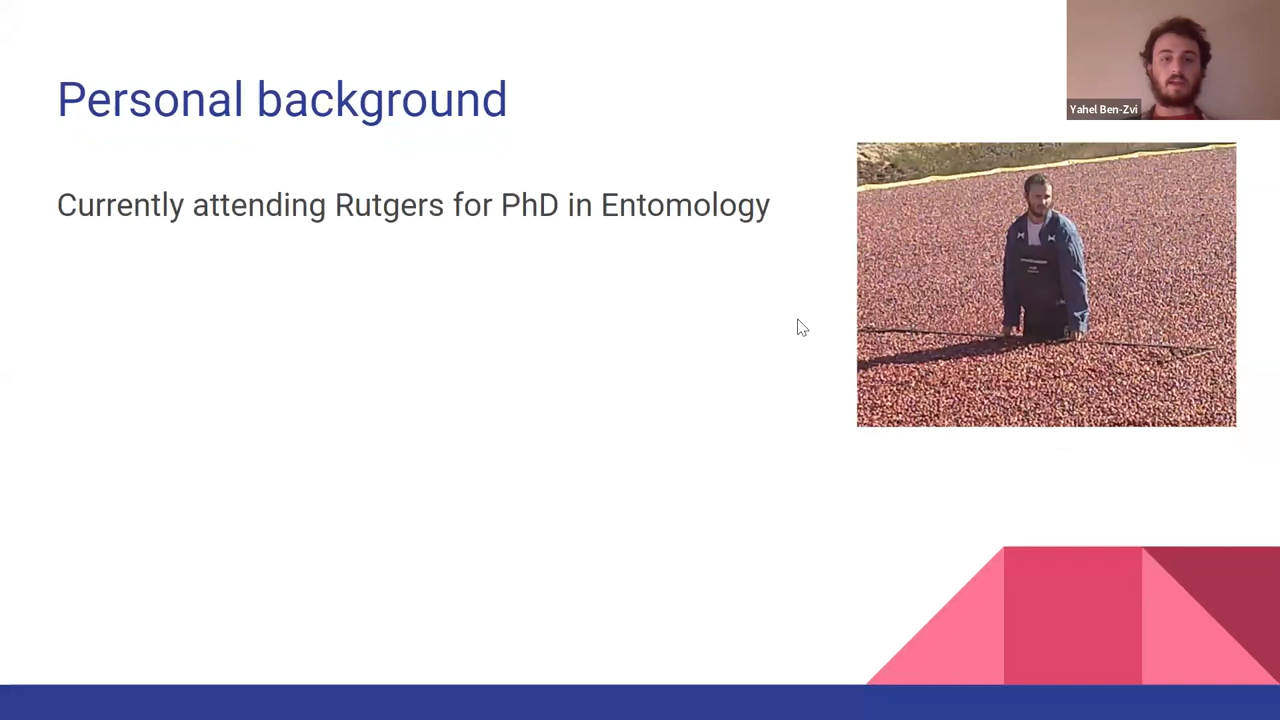 Personal background
Yahel Ben-Zvi
Currently attending Rutgers for PhD in Entomology